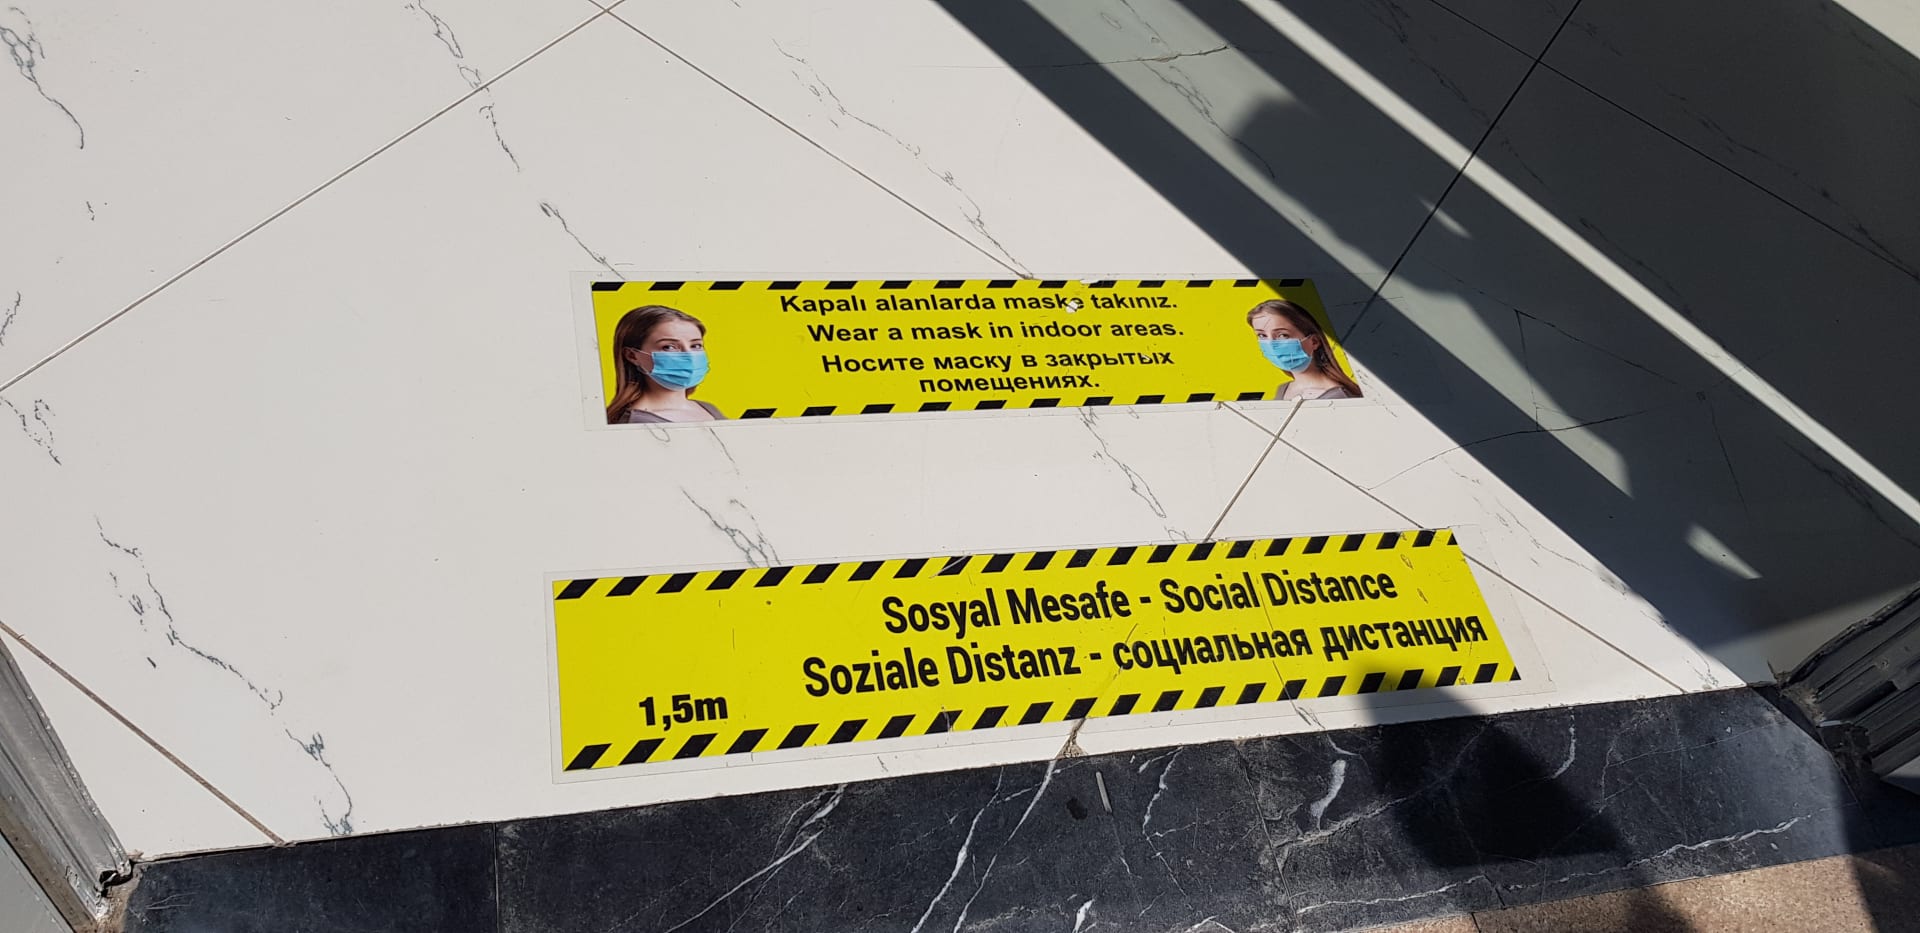 Kapalı alanlarda maske takınız.
Wear a mask in indoor areas.
Носите маску в закрытых
помещениях.
Sosyal Mesafe - Social Distance
Soziale Distanz - социальная дистанция
1,5m